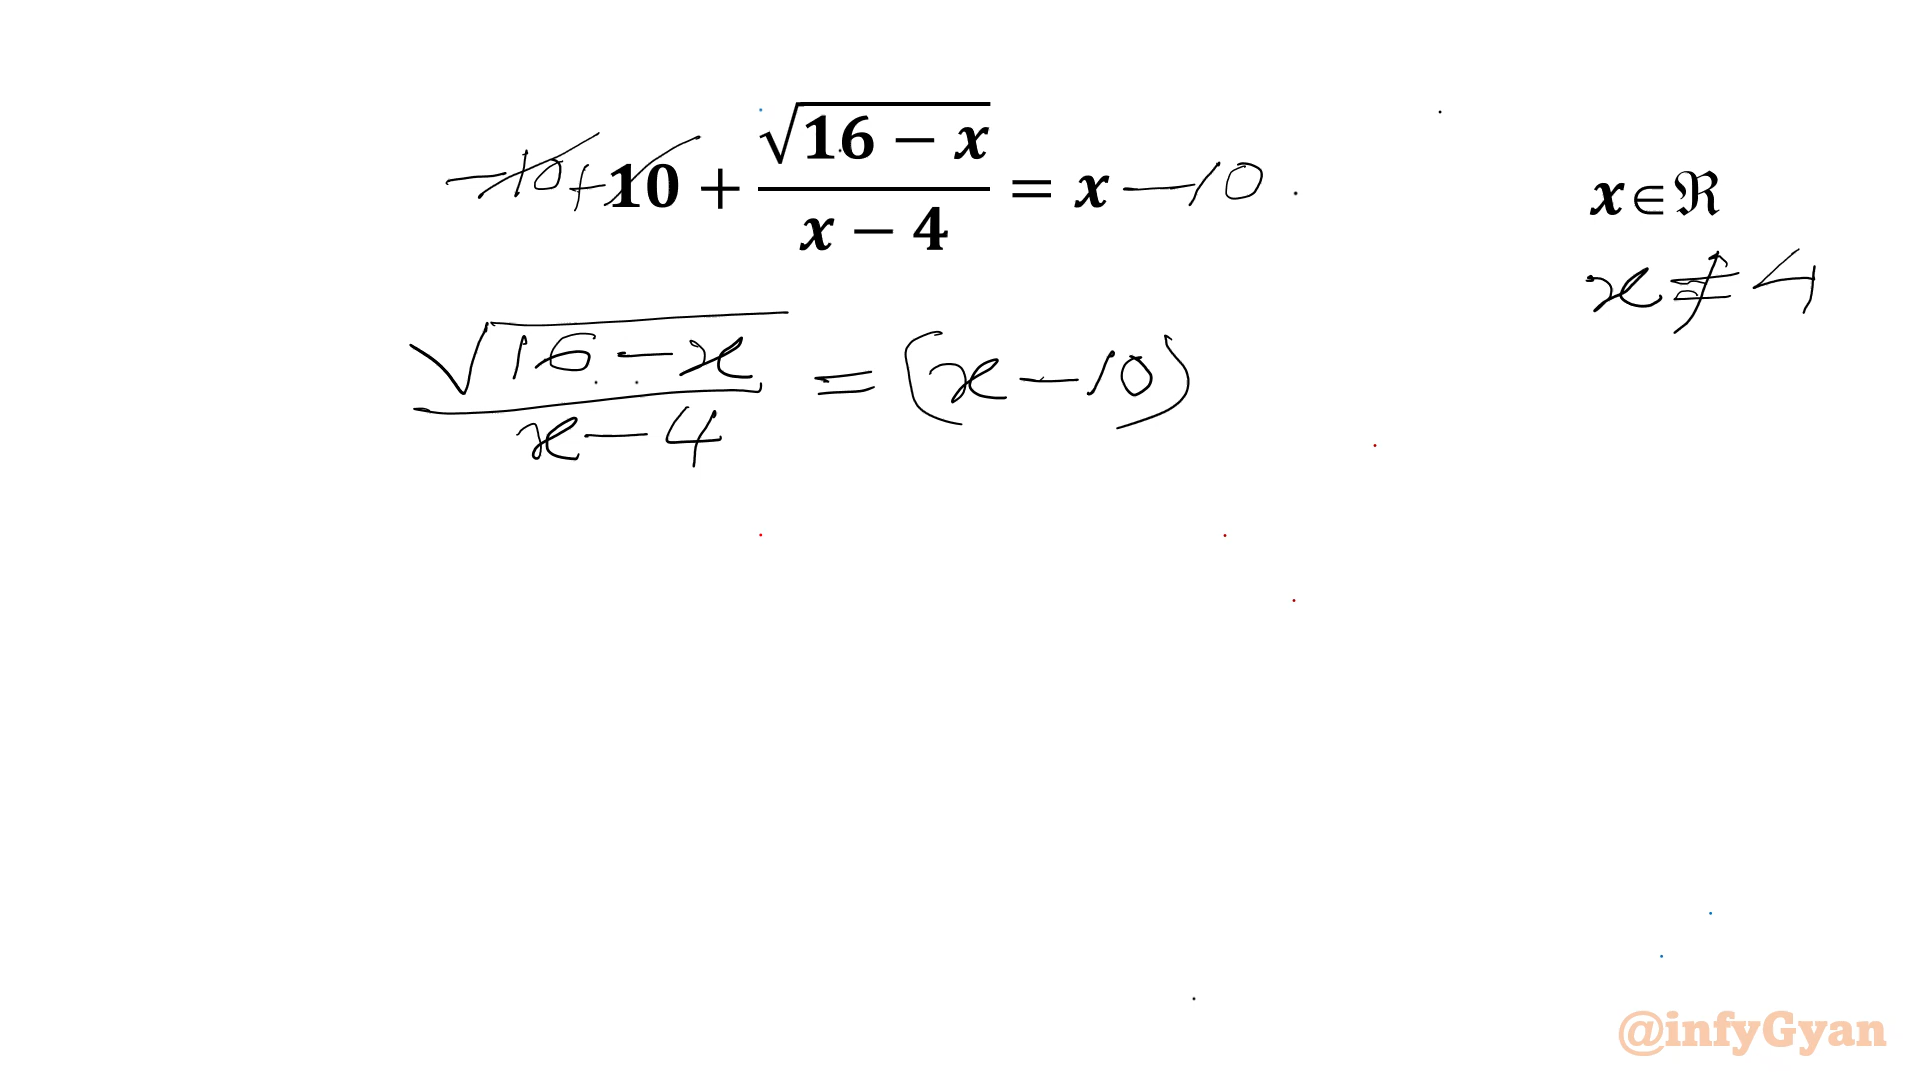 -10+10 + √(16 − x)/(x − 4) = x -10
x∈ℜ
x ≠ 4
√(16-x)/(x-4) = (x-10)
@infyGyan